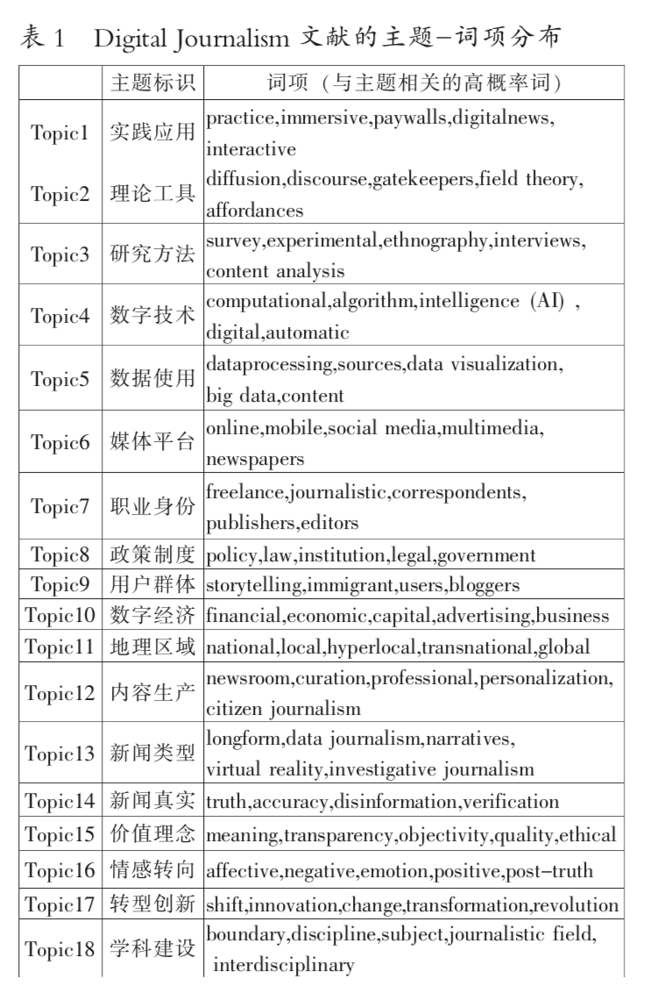 表 1 Digital Journalism 文献的主题-词项分布
主题标识 词项（与主题相关的高概率词）
Topic1 实践应用 practice,immersive,paywalls,digitalnews,
interactive
Topic2 理论工具 diffusion,discourse,gatekeepers,field theory,
affordances
Topic3 研究方法 survey,experimental,ethnography,interviews,
content analysis
Topic4 数字技术 computational,algorithm,intelligence (AI) ,
digital,automatic
Topic5 数据使用 dataprocessing,sources,data visualization,
big data,content
Topic6 媒体平台 online,mobile,social media,multimedia,
newspapers
Topic7 职业身份 freelance,journalistic,correspondents,
publishers,editors
Topic8 政策制度 policy,law,institution,legal,government
Topic9 用户群体 storytelling,immigrant,users,bloggers
Topic10 数字经济 financial,economic,capital,advertising,business
Topic11 地理区域 national,local,hyperlocal,transnational,global
Topic12 内容生产 newsroom,curation,professional,personalization,
citizen journalism
Topic13 新闻类型 longform,data journalism,narratives,
virtual reality,investigative journalism
Topic14 新闻真实 truth,accuracy,disinformation,verification
Topic15 价值理念 meaning,transparency,objectivity,quality,ethical
Topic16 情感转向 affective,negative,emotion,positive,post-truth
Topic17 转型创新 shift,innovation,change,transformation,revolution
Topic18 学科建设 boundary,discipline,subject,journalistic field,
interdisciplinary